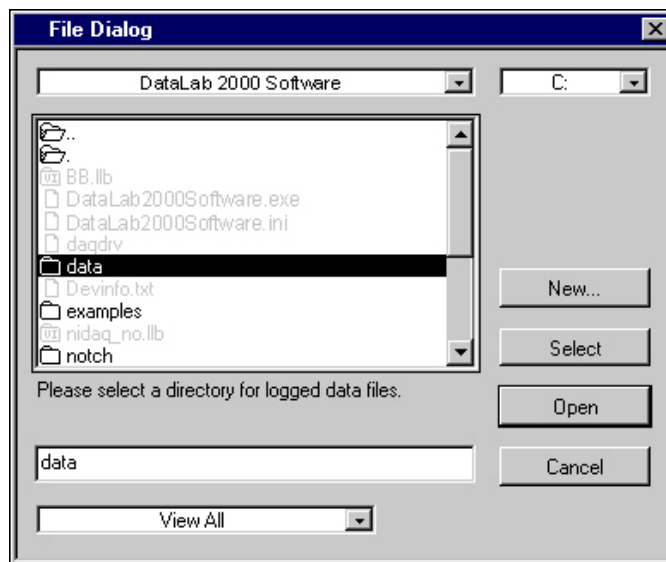 File Dialog
DataLab 2000 Software
C:
..
.
BB.llb
DataLab2000Software.exe
DataLab2000Software.ini
daqdrv
data
Devinfo.txt
examples
nidaq_no.llb
notch
New...
Select
Please select a directory for logged data files.
Open
data
Cancel
View All